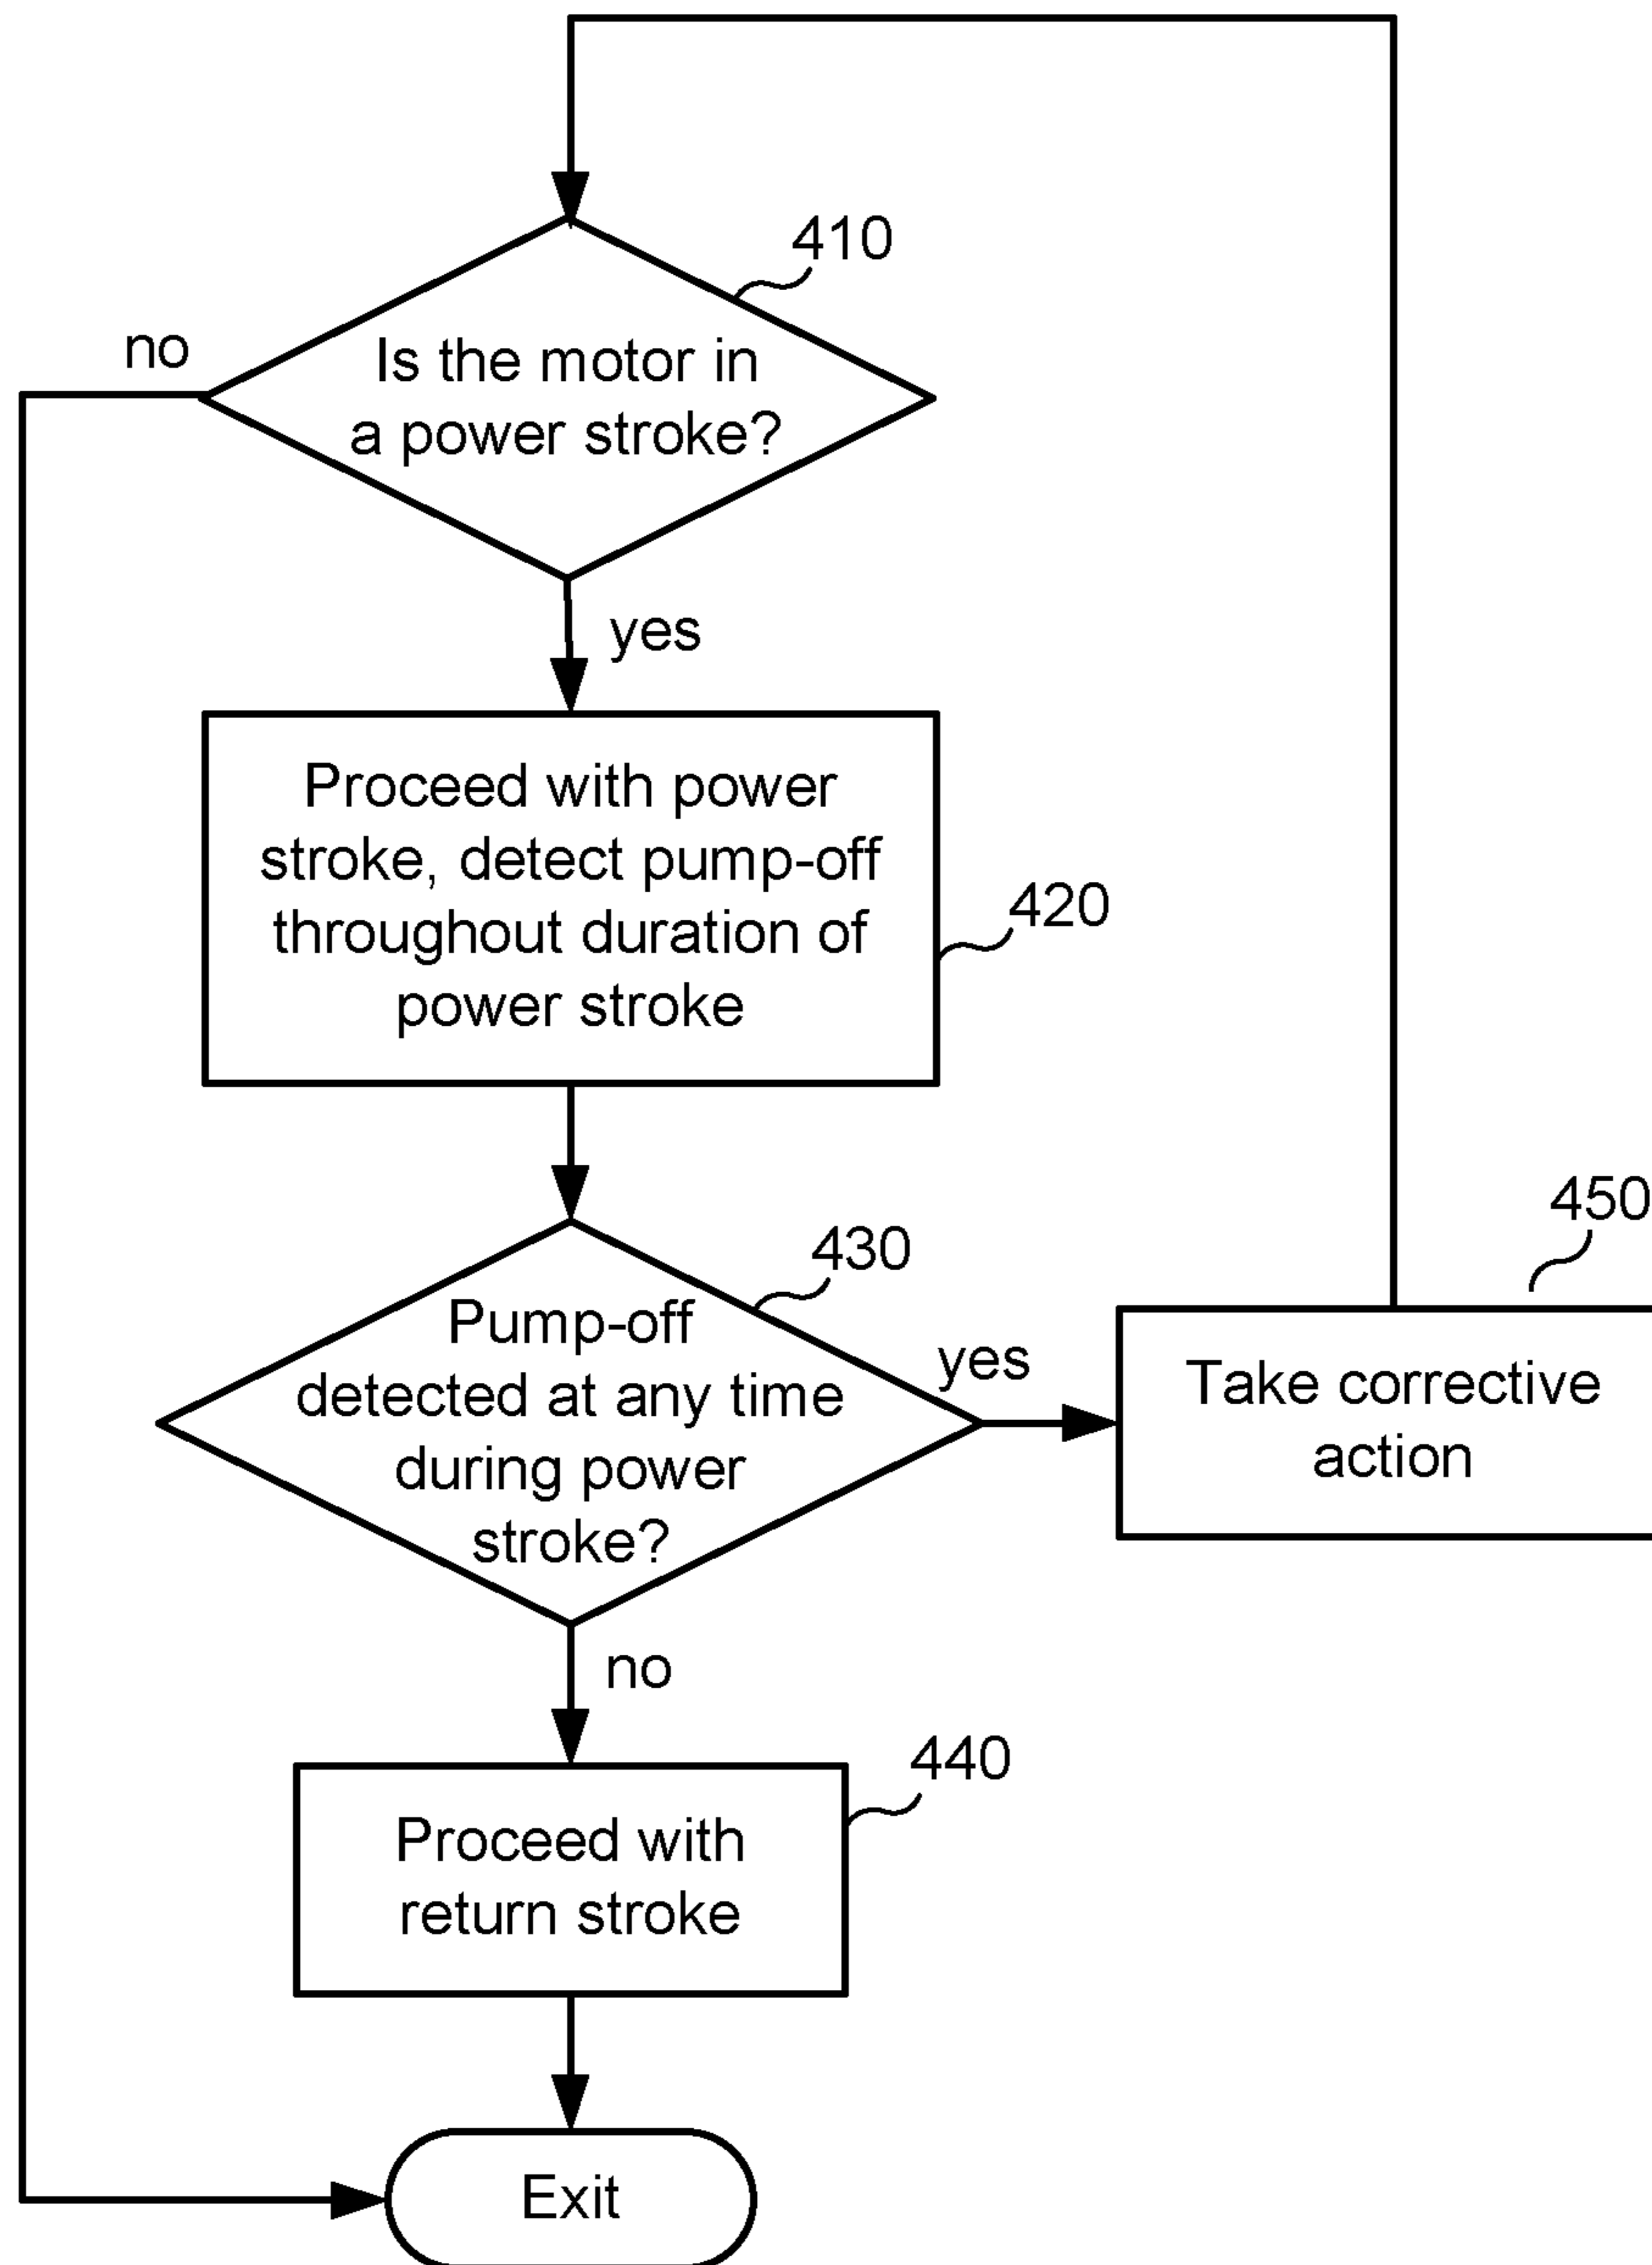 410
no
Is the motor in
a power stroke?
yes
Proceed with power
stroke, detect pump-off
throughout duration of
power stroke
420
430
Pump-off
detected at any time
during power
stroke?
yes
450
Take corrective
action
no
440
Proceed with
return stroke
Exit